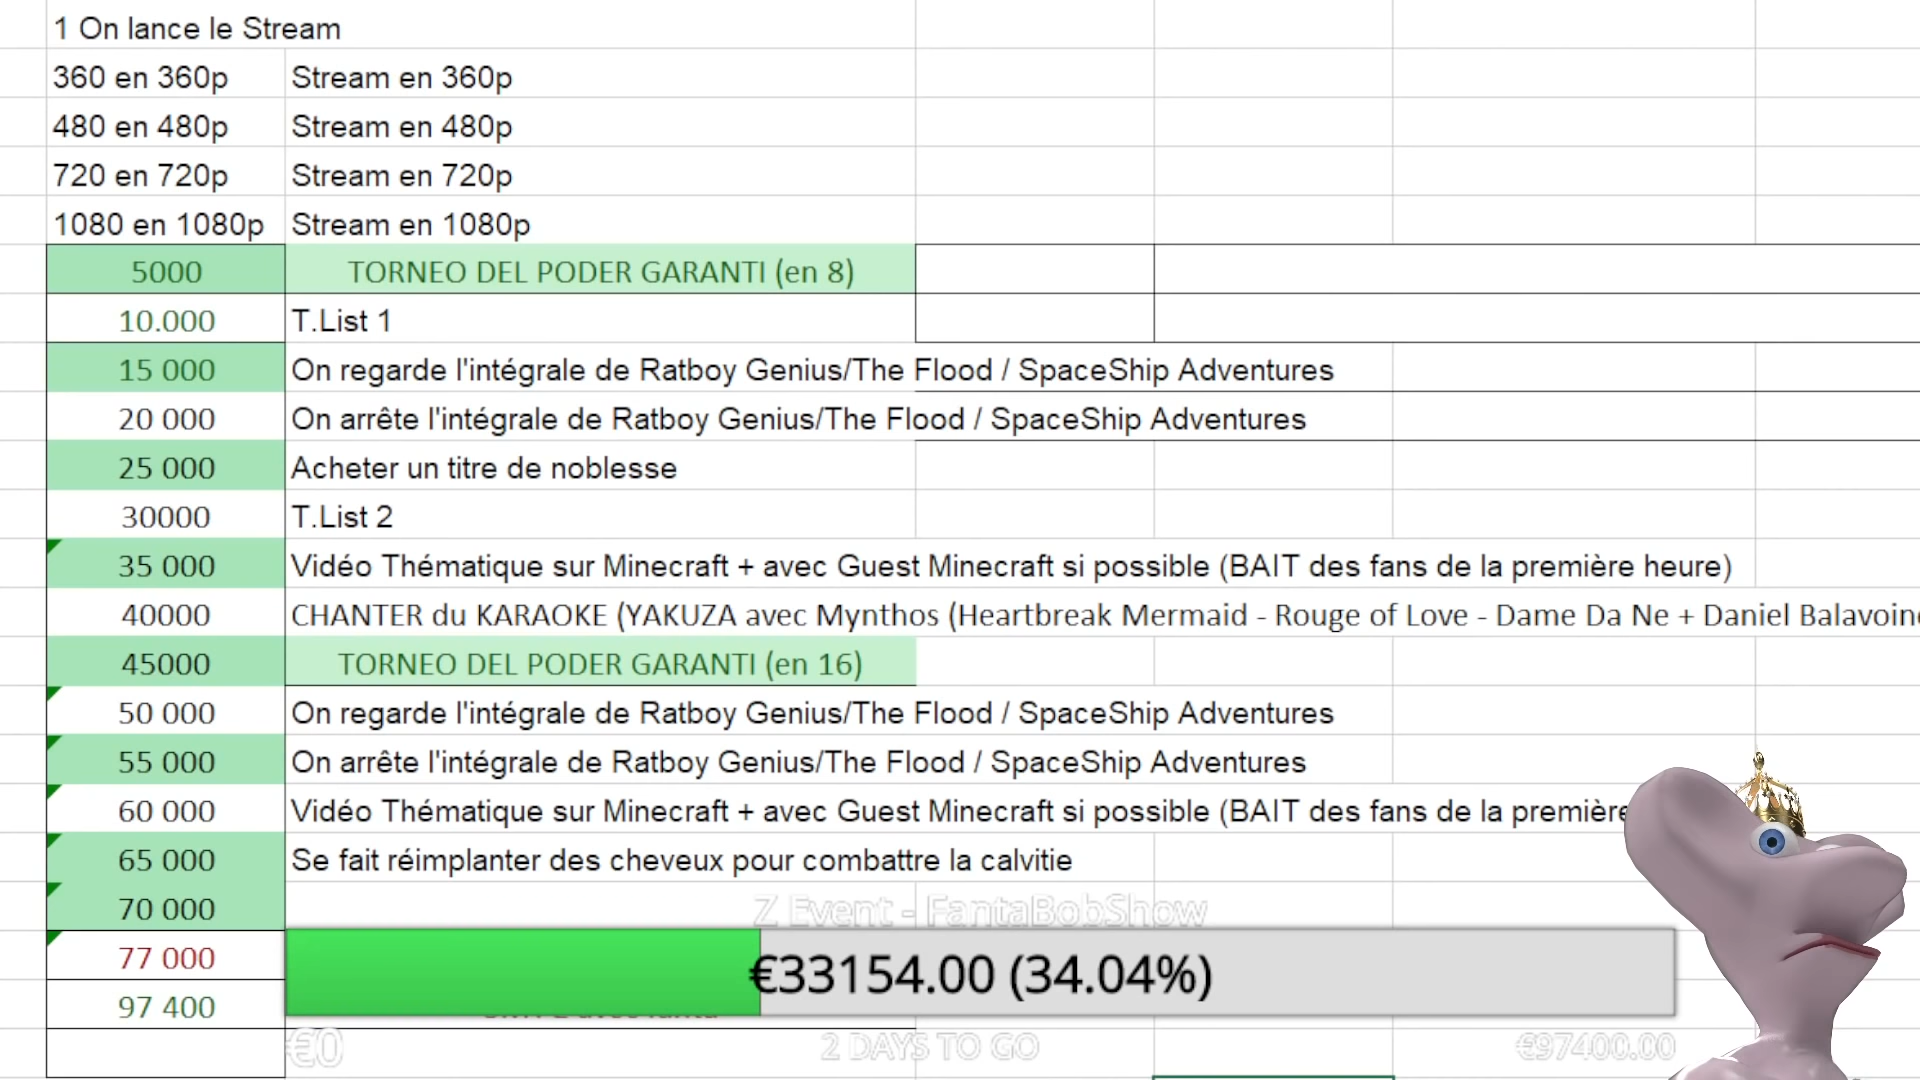 1 On lance le Stream
360 en 360p Stream en 360p
480 en 480p Stream en 480p
720 en 720p Stream en 720p
1080 en 1080p Stream en 1080p
5000 TORNEO DEL PODER GARANTI (en 8)
10.000 T.List 1
15 000 On regarde l'intégrale de Ratboy Genius/The Flood / SpaceShip Adventures
20 000 On arrête l'intégrale de Ratboy Genius/The Flood / SpaceShip Adventures
25 000 Acheter un titre de noblesse
30000 T.List 2
35 000 Vidéo Thématique sur Minecraft + avec Guest Minecraft si possible (BAIT des fans de la première heure)
40000 CHANTER du KARAOKE (YAKUZA avec Mynthos (Heartbreak Mermaid - Rouge of Love - Dame Da Ne + Daniel Balavoine
45000 TORNEO DEL PODER GARANTI (en 16)
50 000 On regarde l'intégrale de Ratboy Genius/The Flood / SpaceShip Adventures
55 000 On arrête l'intégrale de Ratboy Genius/The Flood / SpaceShip Adventures
60 000 Vidéo Thématique sur Minecraft + avec Guest Minecraft si possible (BAIT des fans de la première
65 000 Se fait réimplanter des cheveux pour combattre la calvitie
70 000
Z Event - FantaBobShow
77 000
€33154.00 (34.04%)
97 400
€0 2 DAYS TO GO €97400.00